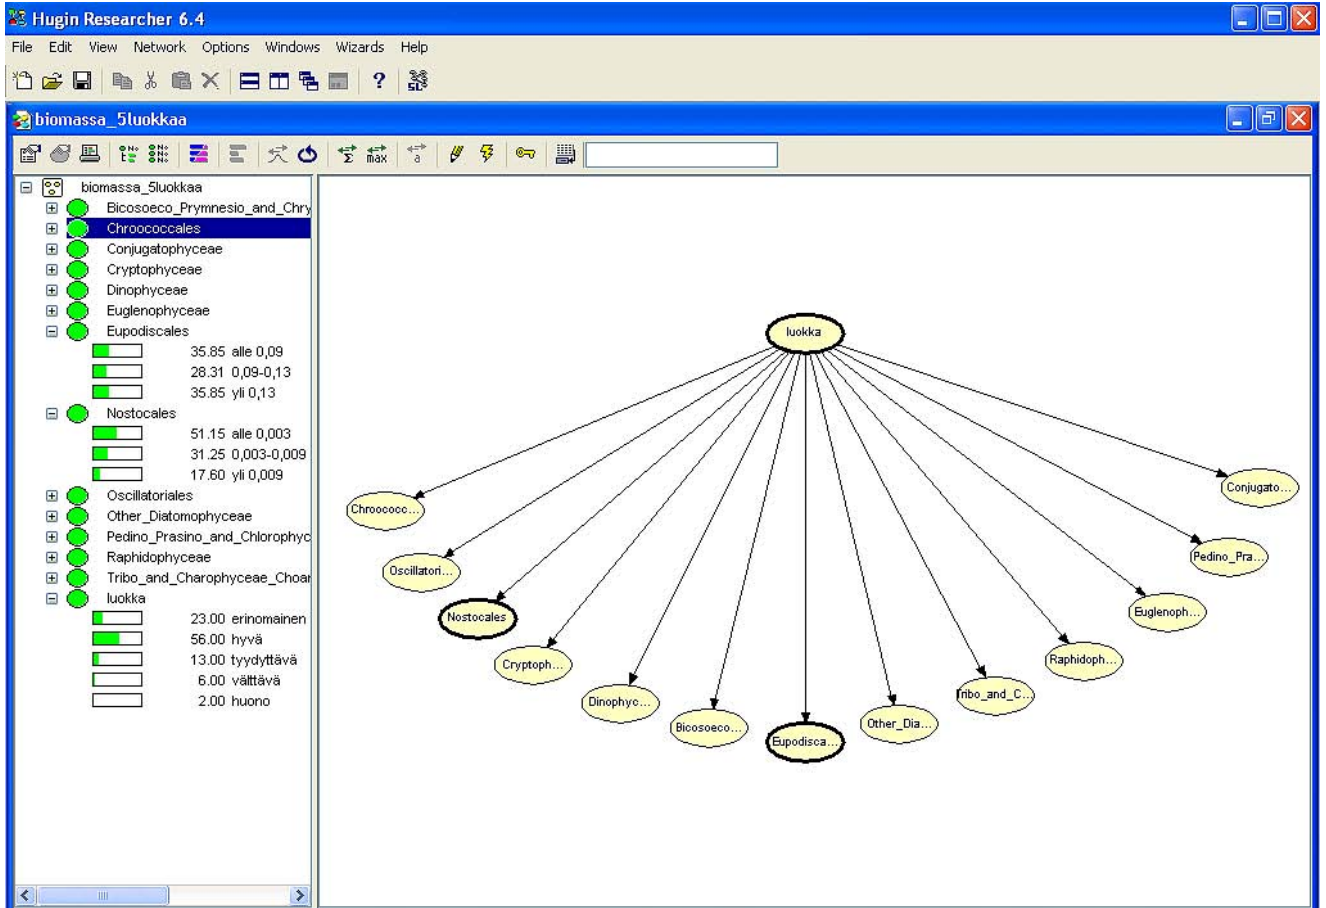 Hugin Researcher 6.4
File Edit View Network Options Windows Wizards Help
? SL
biomassa_5luokkaa
Σ max a
biomassa_5luokkaa
Bicosoeco_Prymnesio_and_Chry
Chroococcales
Conjugatophyceae
Cryptophyceae
Dinophyceae
Euglenophyceae
Eupodiscales
35.85 alle 0,09
28.31 0,09-0,13
35.85 yli 0,13
Nostocales
51.15 alle 0,003
31.25 0,003-0,009
17.60 yli 0,009
Oscillatoriales
Other_Diatomophyceae
Pedino_Prasino_and_Chlorophyc
Raphidophyceae
Tribo_and_Charophyceae_Choar
luokka
23.00 erinomainen
56.00 hyvä
13.00 tyydyttävä
6.00 välttävä
2.00 huono
luokka
Conjugato...
Chroococc...
Pedino_Pra...
Oscillatori...
Euglenoph...
Nostocales
Raphidoph...
Cryptoph...
Tribo_and_C...
Dinophyc...
Other_Dia...
Bicosoeco...
Eupodisca...